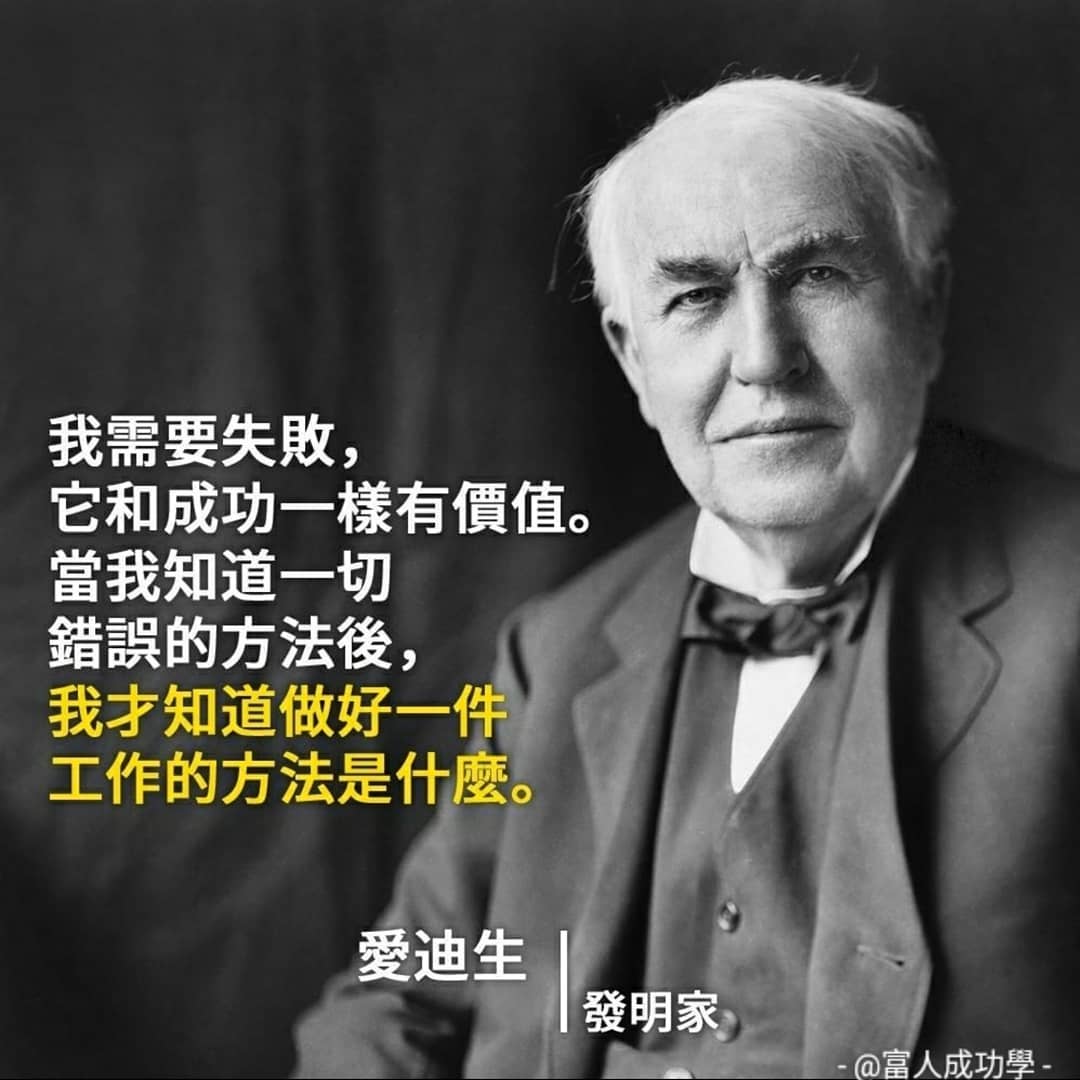 我需要失敗，
它和成功一樣有價值。
當我知道一切
錯誤的方法後，
我才知道做好一件
工作的方法是什麼。
愛迪生
發明家
- @富人成功學 -